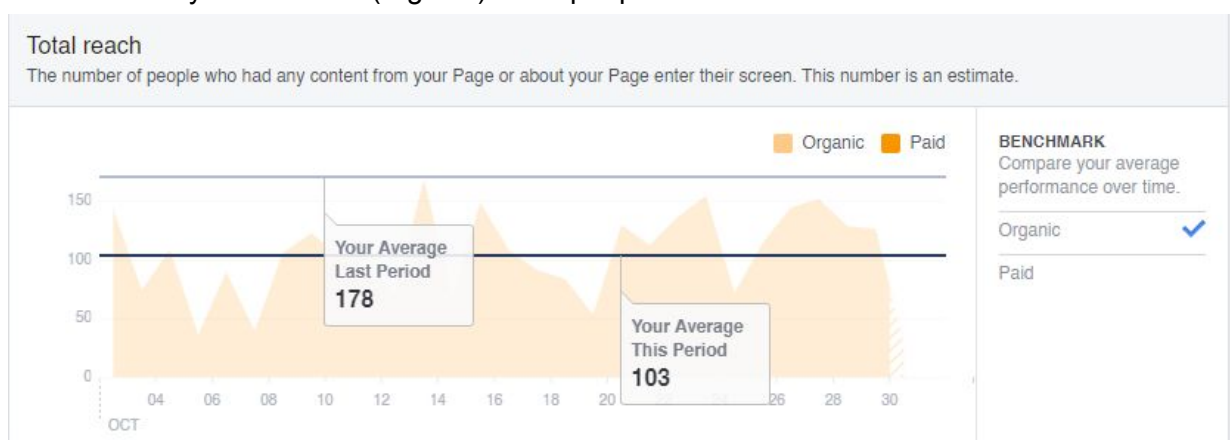 Total reach
The number of people who had any content from your Page or about your Page enter their screen. This number is an estimate.
Organic Paid
BENCHMARK
Compare your average
performance over time.
Organic
Paid
150
100
50
0
Your Average
Last Period
178
Your Average
This Period
103
04 06 08 10 12 14 16 18 20 26 28 30
OCT